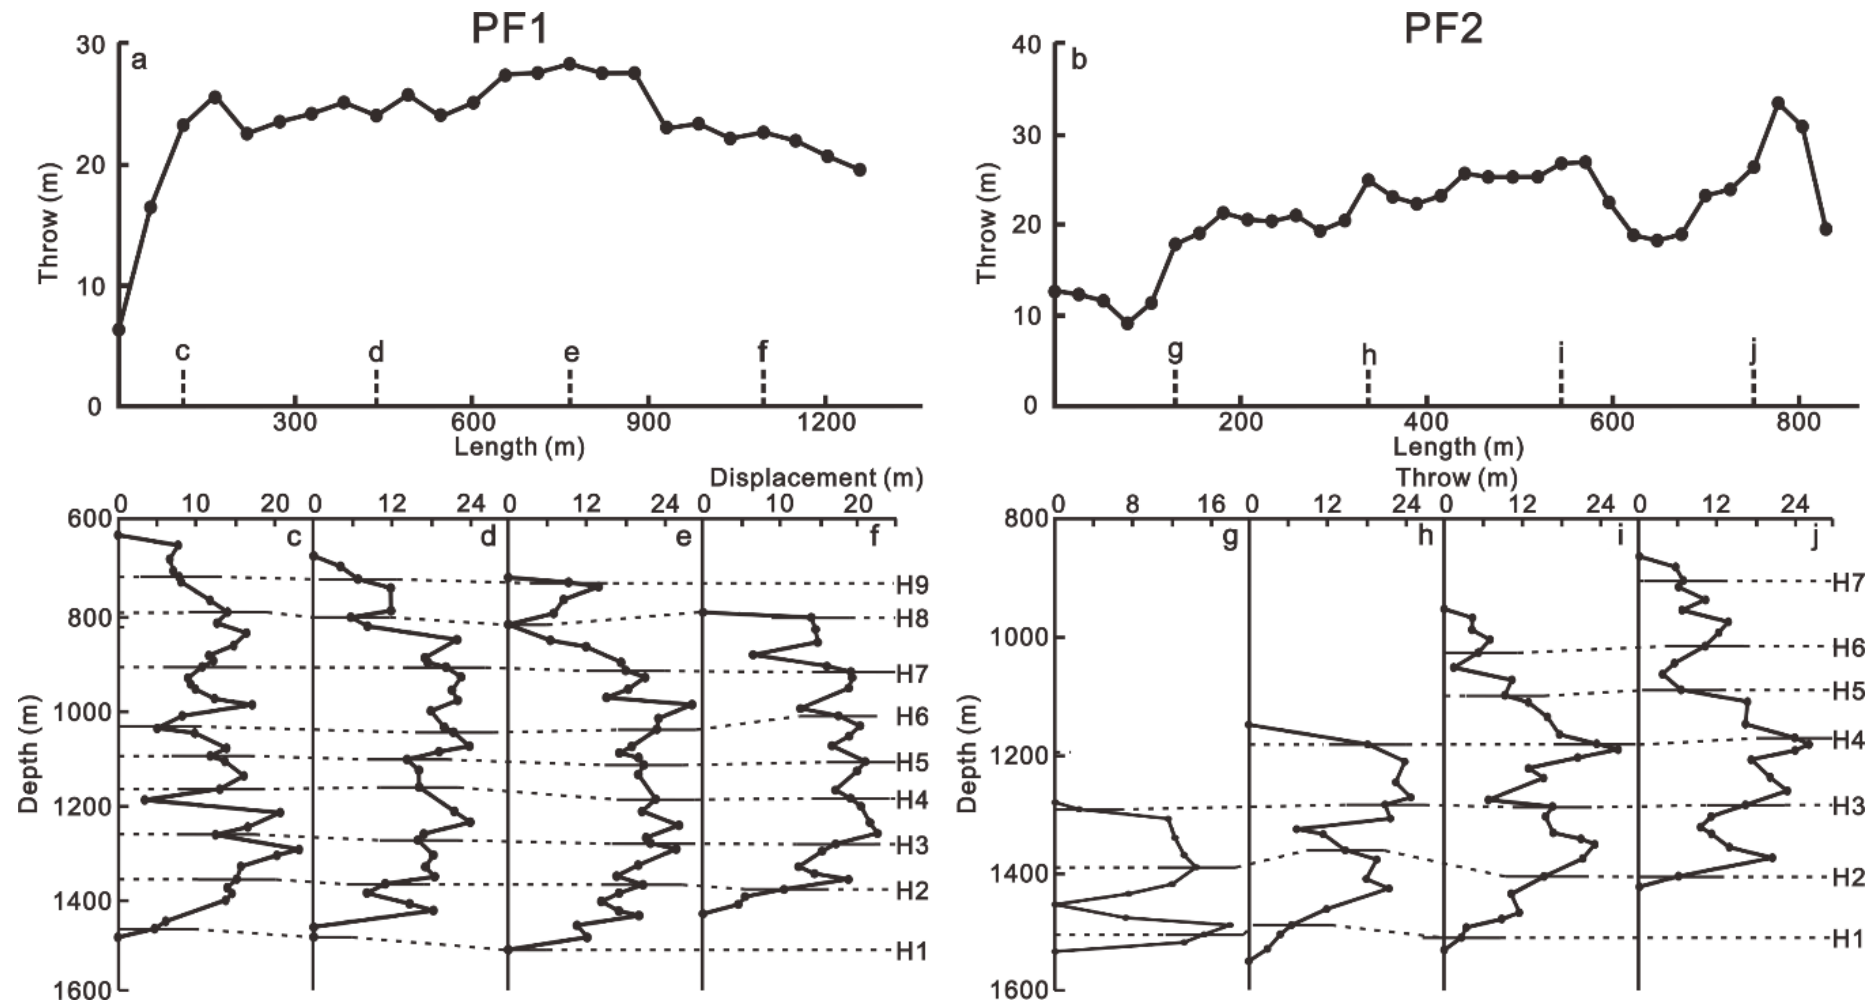 PF1
PF2
30
20
10
0
a
Throw (m)
c
d
e
f
300
600
900
1200
Length (m)
40
30
20
10
0
b
Throw (m)
g
h
i
j
200
400
600
800
Length (m)
Displacement (m)
0 10 20 0 12 24 0 12 24 0 10 20
600
800
1000
1200
1400
1600
Depth (m)
c
d
e
f
H9
H8
H7
H6
H5
H4
H3
H2
H1
Throw (m)
0 8 16 0 12 24 0 12 24 0 12 24
800
1000
1200
1400
1600
Depth (m)
g
h
i
j
H7
H6
H5
H4
H3
H2
H1